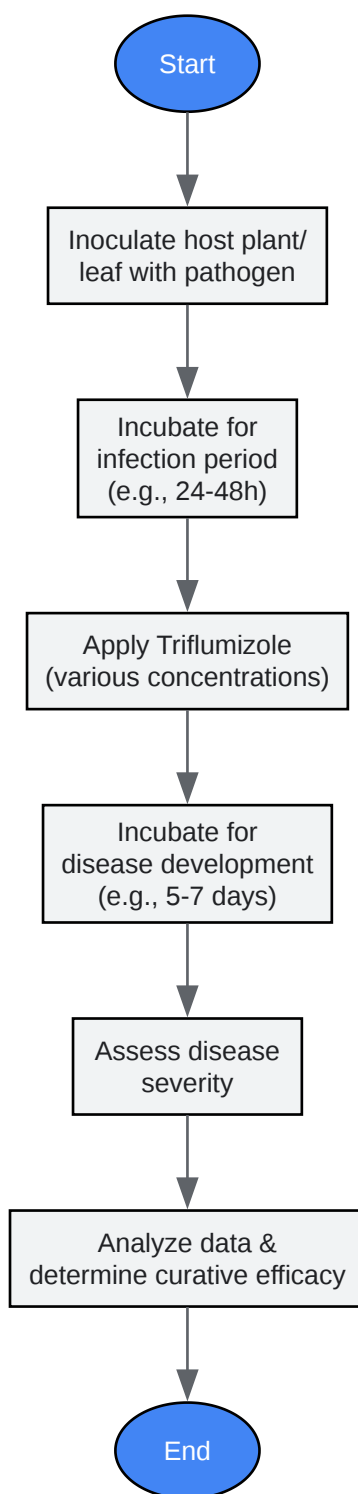 Start
Inoculate host plant/
leaf with pathogen
Incubate for
infection period
(e.g., 24-48h)
Apply Triflumizole
(various concentrations)
Incubate for
disease development
(e.g., 5-7 days)
Assess disease
severity
Analyze data &
determine curative efficacy
End